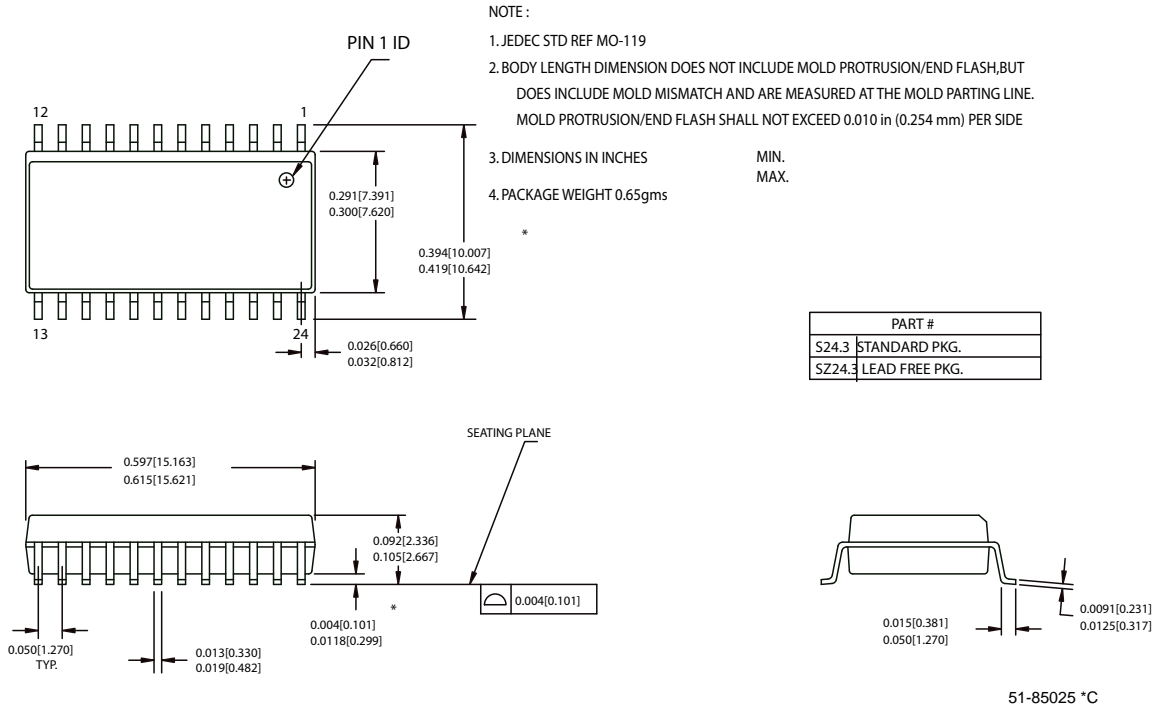 NOTE :
1. JEDEC STD REF MO-119
2. BODY LENGTH DIMENSION DOES NOT INCLUDE MOLD PROTRUSION/END FLASH,BUT
DOES INCLUDE MOLD MISMATCH AND ARE MEASURED AT THE MOLD PARTING LINE.
MOLD PROTRUSION/END FLASH SHALL NOT EXCEED 0.010 in (0.254 mm) PER SIDE
3. DIMENSIONS IN INCHES MIN.
MAX.
4. PACKAGE WEIGHT 0.65gms
*
PIN 1 ID
12 1
0.291[7.391]
0.300[7.620]
0.394[10.007]
0.419[10.642]
13 24
0.026[0.660]
0.032[0.812]
PART #
S24.3 STANDARD PKG.
SZ24.3 LEAD FREE PKG.
SEATING PLANE
0.597[15.163]
0.615[15.621]
0.092[2.336]
0.105[2.667]
*
0.004[0.101]
0.004[0.101]
0.0118[0.299]
0.050[1.270]
TYP.
0.013[0.330]
0.019[0.482]
0.015[0.381]
0.050[1.270]
0.0091[0.231]
0.0125[0.317]
51-85025 *C